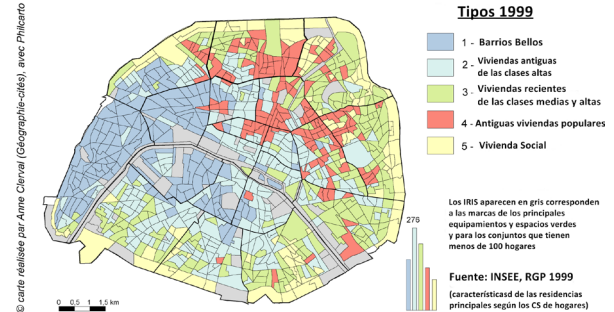 © carte réalisée par Anne Clerval (Géographie-cités), avec Philcarto
Tipos 1999
1 - Barrios Bellos
2 - Viviendas antiguas
de las clases altas
3 - Viviendas recientes
de las clases medias y altas
4 - Antiguas viviendas populares
5 - Vivienda Social
Los IRIS aparecen en gris corresponden
a las marcas de los principales
equipamientos y espacios verdes
y para los conjuntos que tienen
menos de 100 hogares
276
Fuente: INSEE, RGP 1999
(característicasd de las residencias
principales según los CS de hogares)
0 0,5 1 1,5 km